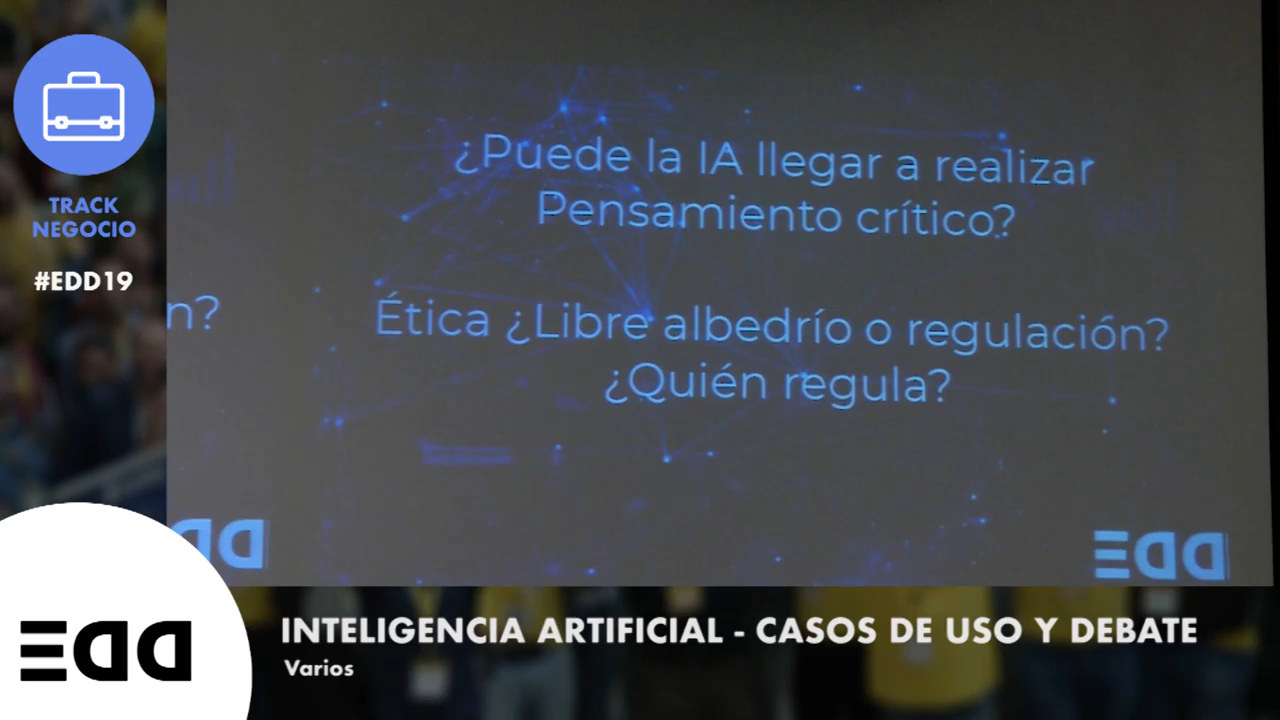 TRACK
NEGOCIO
#EDD19
¿Puede la IA llegar a realizar
Pensamiento crítico?
n?
Ética ¿Libre albedrío o regulación?
¿Quién regula?
EDD
EDD
INTELIGENCIA ARTIFICIAL - CASOS DE USO Y DEBATE
Varios